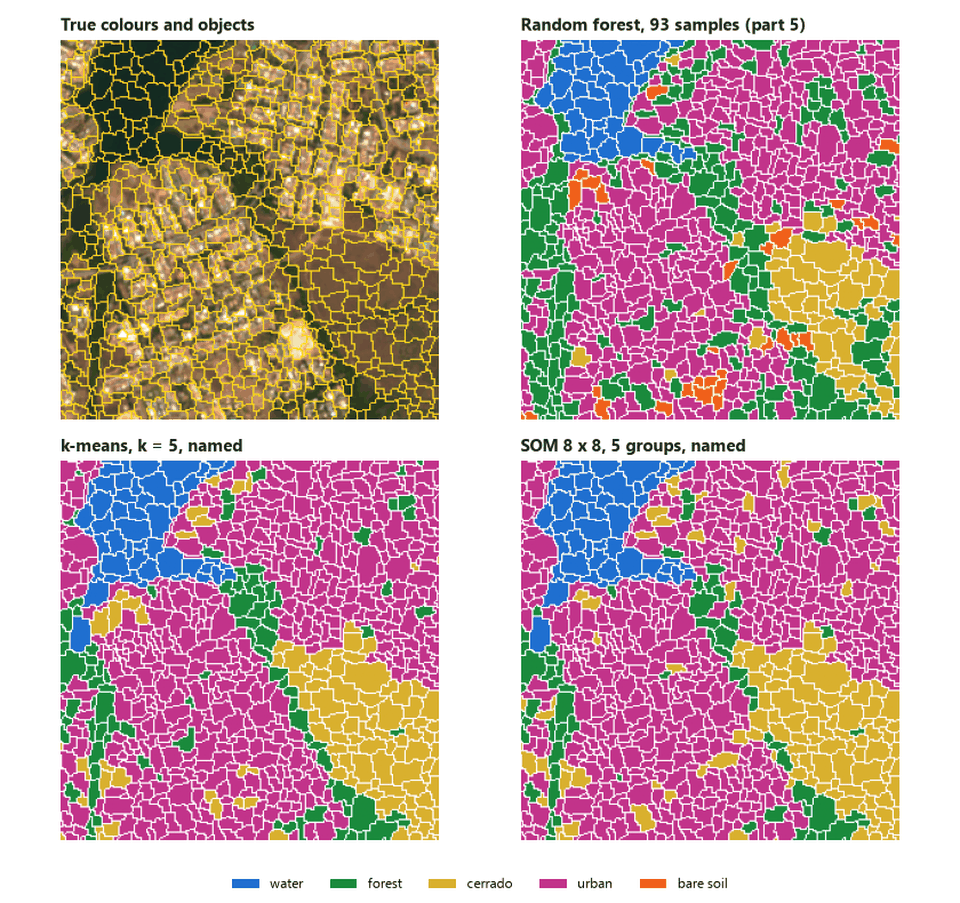 True colours and objects
Random forest, 93 samples (part 5)
k-means, k = 5, named
SOM 8 x 8, 5 groups, named
water forest cerrado urban bare soil